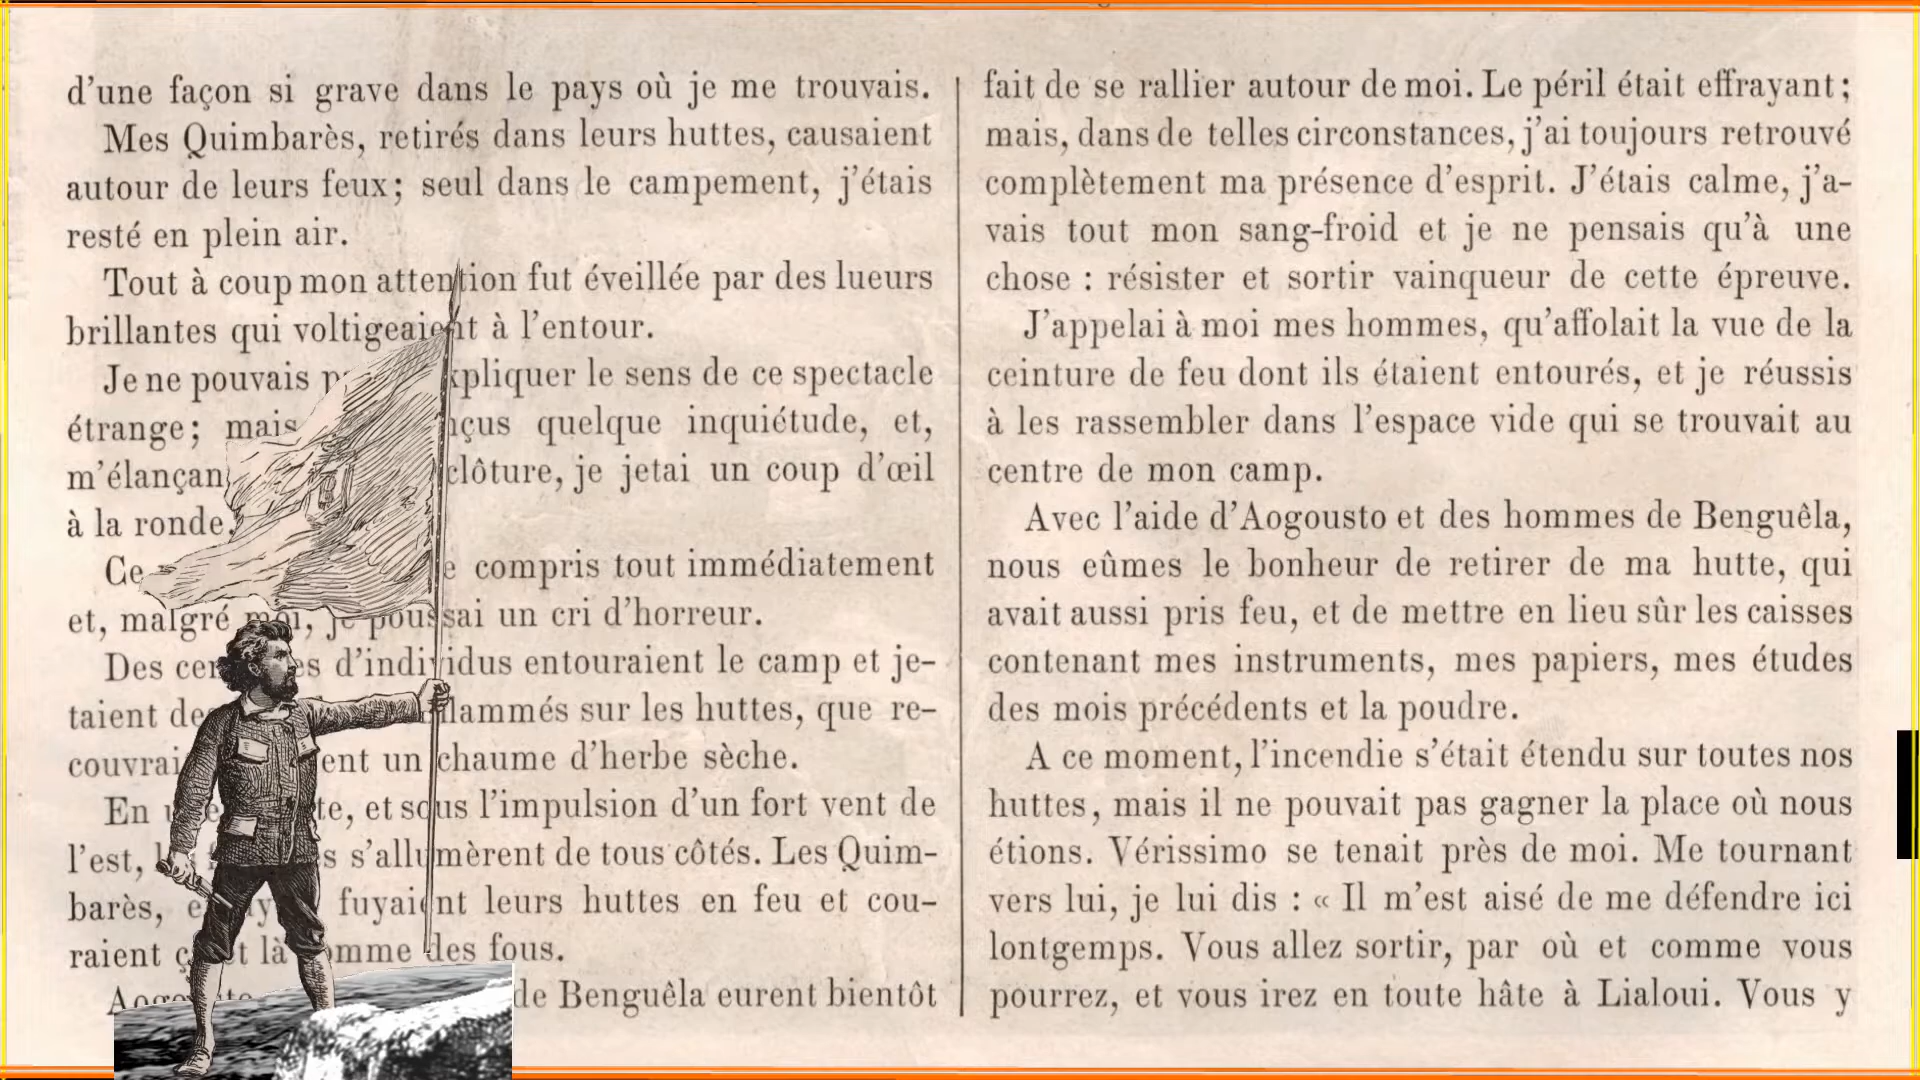 d'une façon si grave dans le pays où je me trouvais.
Mes Quimbarès, retirés dans leurs huttes, causaient
autour de leurs feux; seul dans le campement, j'étais
resté en plein air.
Tout à coup mon attention fut éveillée par des lueurs
brillantes qui voltigeaient à l'entour.
Je ne pouvais expliquer le sens de ce spectacle
étrange; mais quelque inquiétude, et,
m'élançan clôture, je jetai un coup d'œil
à la ronde.
Ce compris tout immédiatement
et, malgré moi, je poussai un cri d'horreur.
Des d'individus entouraient le camp et je-
taient sur les huttes, que re-
couvrai un chaume d'herbe sèche.
En et sous l'impulsion d'un fort vent de
l'est, s'allumèrent de tous côtés. Les Quim-
barès, fuyaient leurs huttes en feu et cou-
raient çà et là comme des fous.
Aogousto de Benguêla eurent bientôt
fait de se rallier autour de moi. Le péril était effrayant;
mais, dans de telles circonstances, j'ai toujours retrouvé
complètement ma présence d'esprit. J'étais calme, j'a-
vais tout mon sang-froid et je ne pensais qu'à une
chose : résister et sortir vainqueur de cette épreuve.
J'appelai à moi mes hommes, qu'affolait la vue de la
ceinture de feu dont ils étaient entourés, et je réussis
à les rassembler dans l'espace vide qui se trouvait au
centre de mon camp.
Avec l'aide d'Aogousto et des hommes de Benguêla,
nous eûmes le bonheur de retirer de ma hutte, qui
avait aussi pris feu, et de mettre en lieu sûr les caisses
contenant mes instruments, mes papiers, mes études
des mois précédents et la poudre.
A ce moment, l'incendie s'était étendu sur toutes nos
huttes, mais il ne pouvait pas gagner la place où nous
étions. Vérissimo se tenait près de moi. Me tournant
vers lui, je lui dis : « Il m'est aisé de me défendre ici
lontgemps. Vous allez sortir, par où et comme vous
pourrez, et vous irez en toute hâte à Lialoui. Vous y